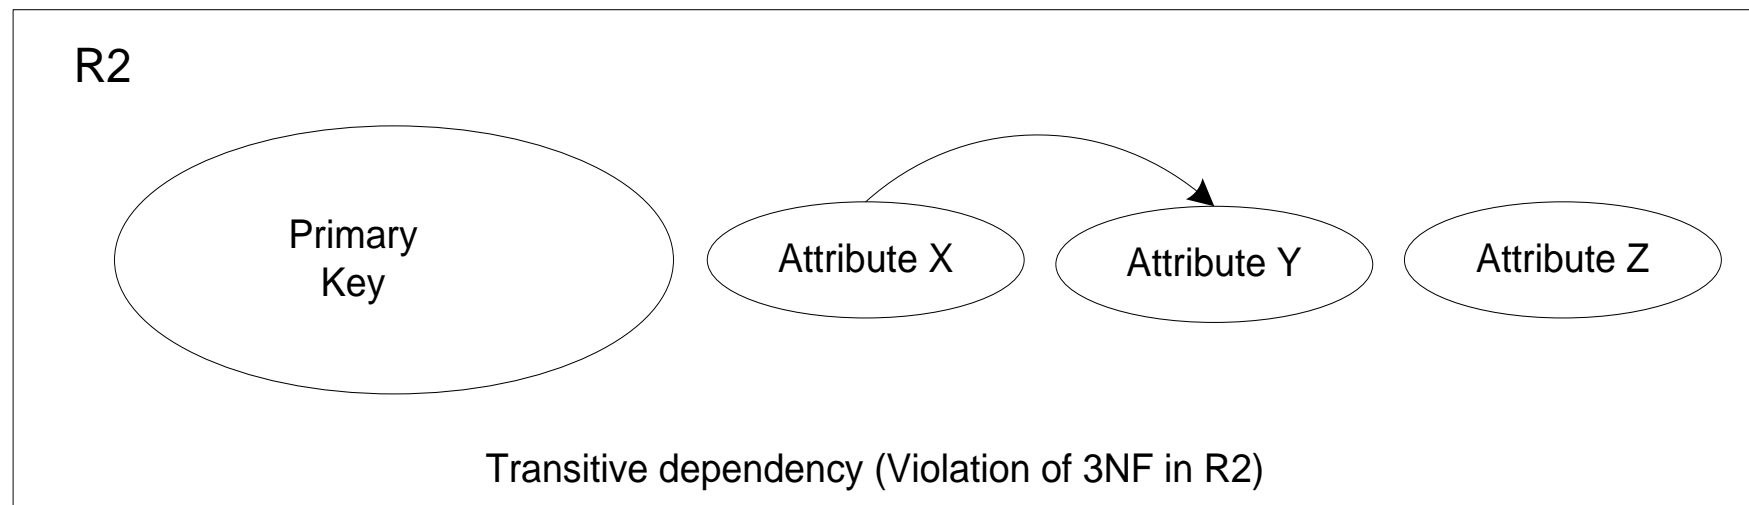 R2
Primary
Key
Attribute X
Attribute Y
Attribute Z
Transitive dependency (Violation of 3NF in R2)